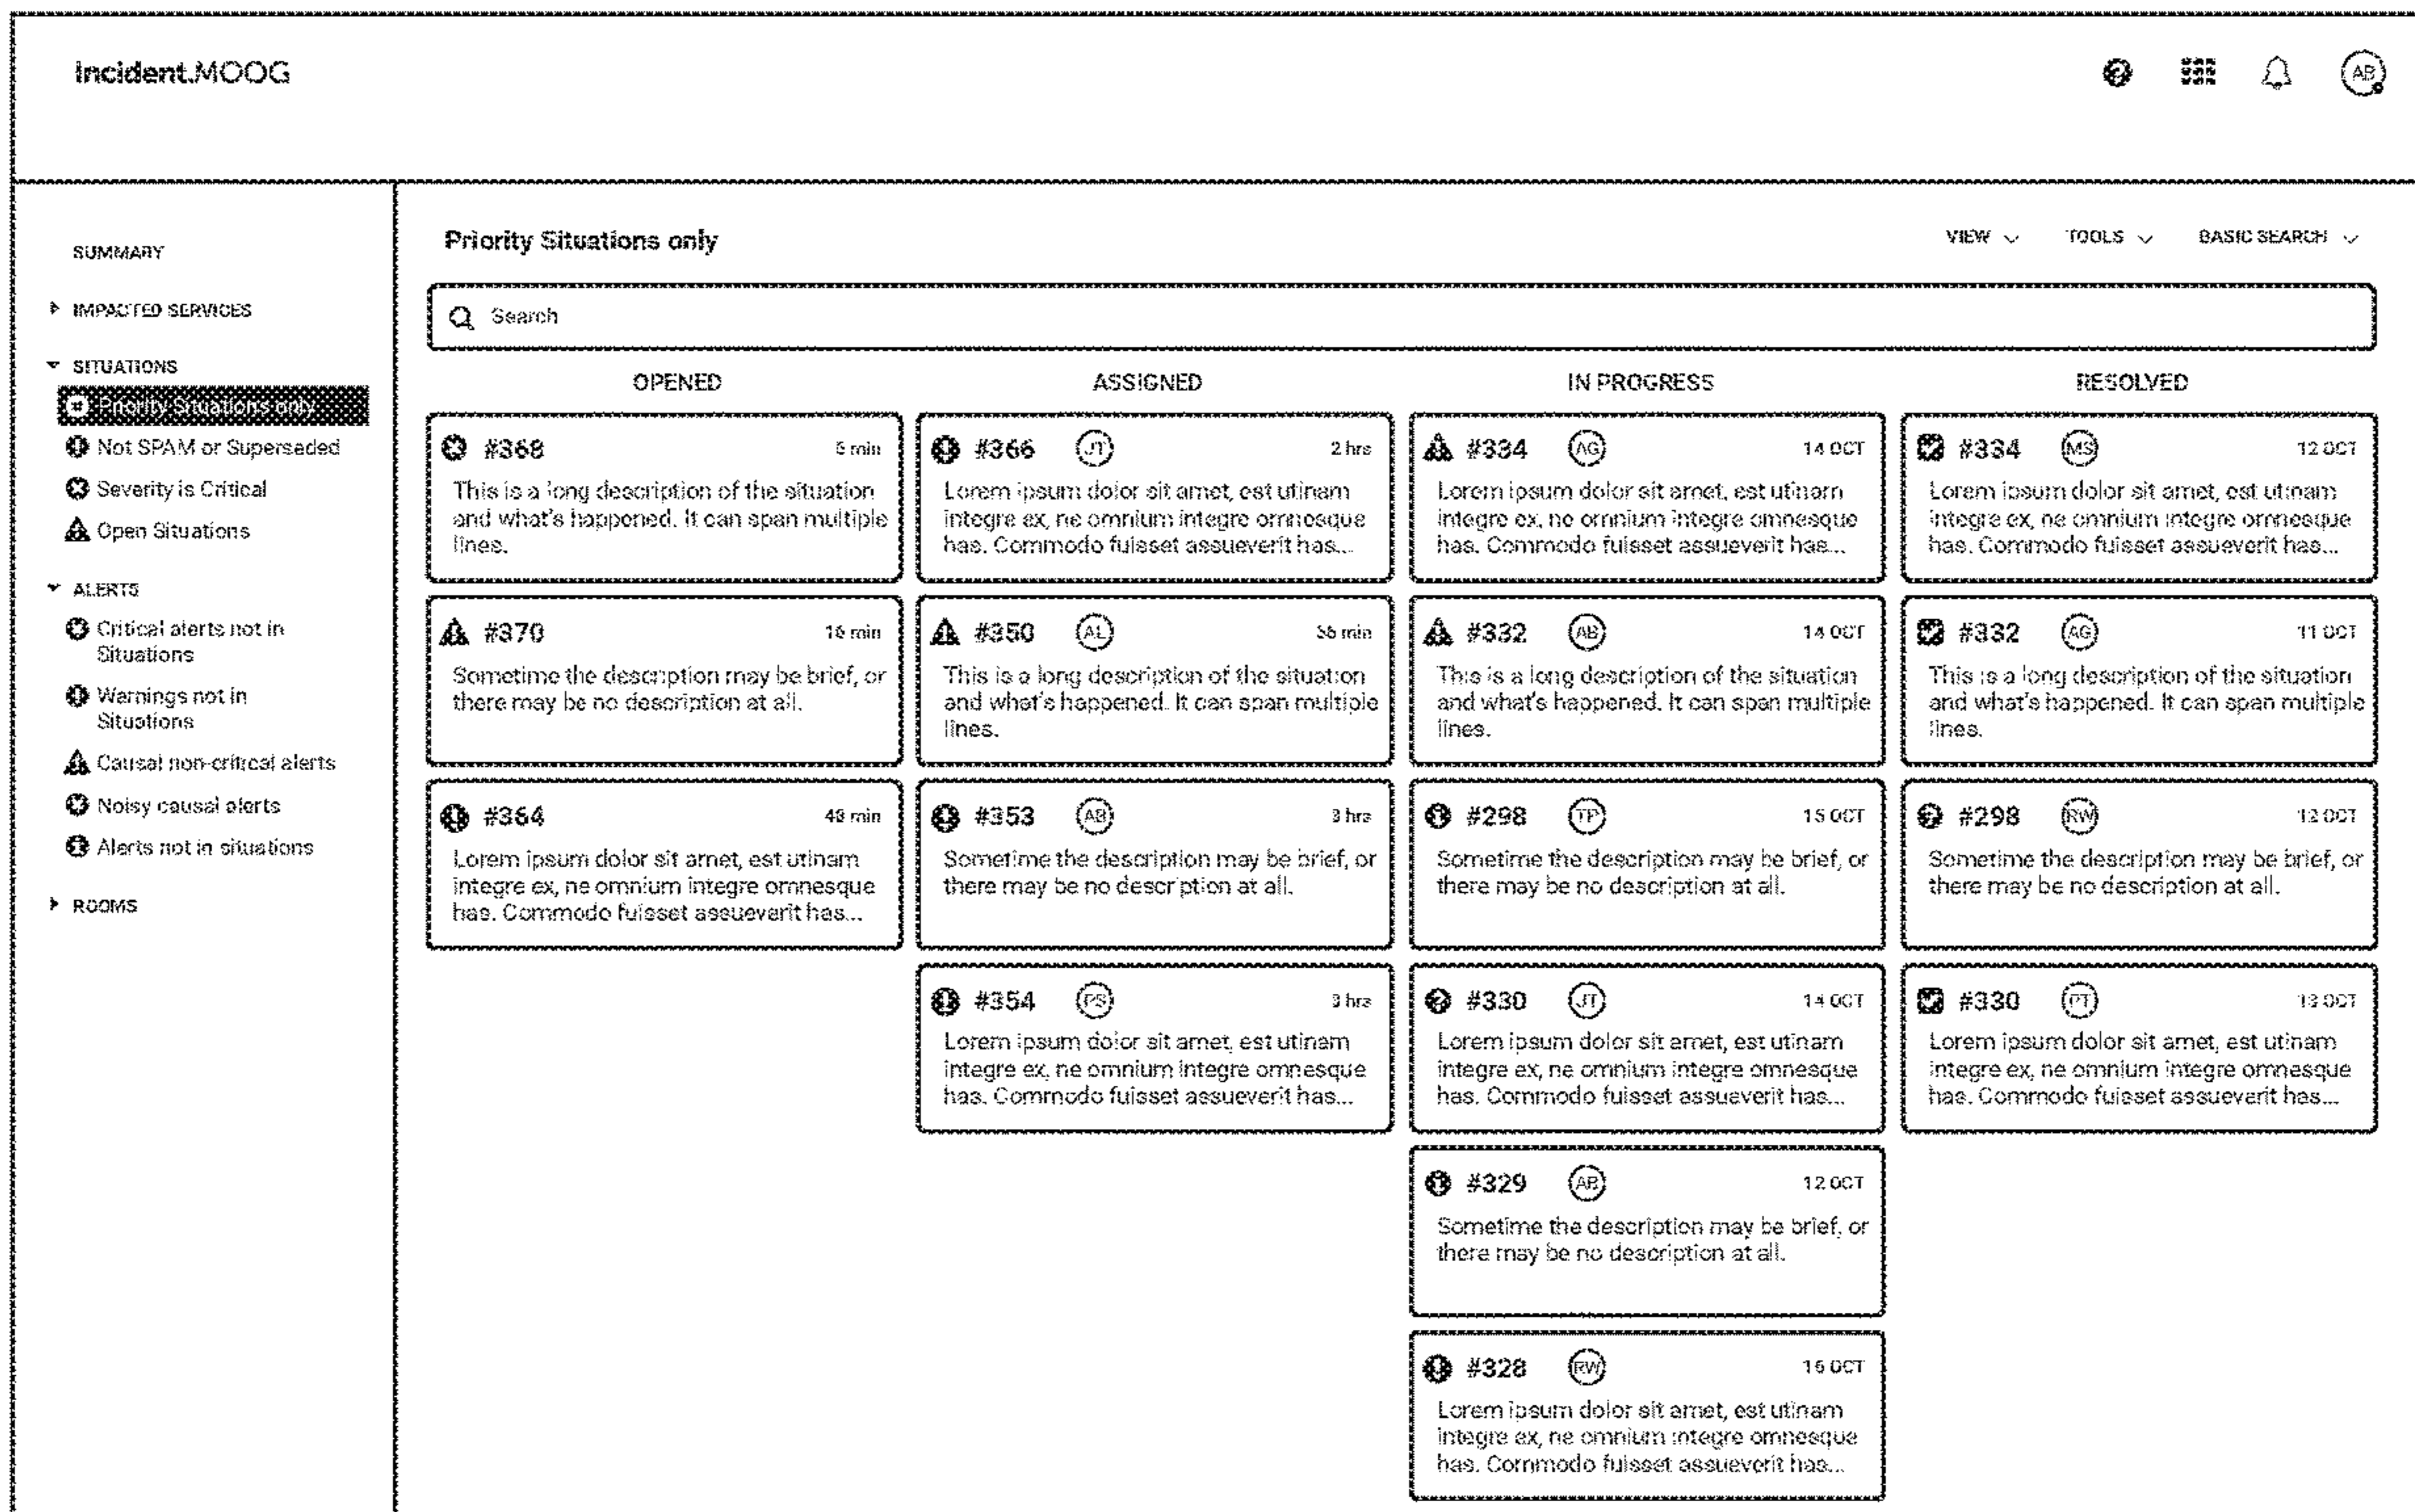 Incident.MOOG
AB
SUMMARY
IMPACTED SERVICES
SITUATIONS
Priority Situations only
Not SPAM or Superseded
Severity is Critical
Open Situations
ALERTS
Critical alerts not in
Situations
Warnings not in
Situations
Causal non-critical alerts
Noisy causal alerts
Alerts not in situations
ROOMS
Priority Situations only
VIEW
TOOLS
BASIC SEARCH
Search
OPENED
#368
5 min
This is a long description of the situation
and what's happened. It can span multiple
lines.
#370
16 min
Sometime the description may be brief, or
there may be no description at all.
#364
min
Lorem ipsum dolor sit amet, est utinam
integre ex, ne omnium integre omnesque
has. Commodo fuisset assueverit has...
ASSIGNED
#366 JT
2 hrs
Lorem ipsum dolor sit amet, est utinam
integre ex, ne omnium integre omnesque
has. Commodo fuisset assueverit has...
#350 AL
min
This is a long description of the situation
and what's happened. It can span multiple
lines.
#353 AB
3 hrs
Sometime the description may be brief, or
there may be no description at all.
#354 PS
3 hrs
Lorem ipsum dolor sit amet, est utinam
integre ex, ne omnium integre omnesque
has. Commodo fuisset assueverit has...
IN PROGRESS
#334 AG
14 OCT
Lorem ipsum dolor sit amet, est utinam
integre ex, ne omnium integre omnesque
has. Commodo fuisset assueverit has...
#332 AB
14 OCT
This is a long description of the situation
and what's happened. It can span multiple
lines.
#298 TP
15 OCT
Sometime the description may be brief, or
there may be no description at all.
#330 JT
14 OCT
Lorem ipsum dolor sit amet, est utinam
integre ex, ne omnium integre omnesque
has. Commodo fuisset assueverit has...
#329
12 OCT
Sometime the description may be brief, or
there may be no description at all.
#328 RW
OCT
Lorem ipsum dolor sit amet, est utinam
integre ex, ne omnium integre omnesque
has. Commodo fuisset assueverit has...
RESOLVED
#334 MS
12 OCT
Lorem ipsum dolor sit amet, est utinam
integre ex, ne omnium integre omnesque
has. Commodo fuisset assueverit has...
#332 AG
11 OCT
This is a long description of the situation
and what's happened. It can span multiple
lines.
#298 RW
12 OCT
Sometime the description may be brief, or
there may be no description at all.
#330 PT
13 OCT
Lorem ipsum dolor sit amet, est utinam
integre ex, ne omnium integre omnesque
has. Commodo fuisset assueverit has...